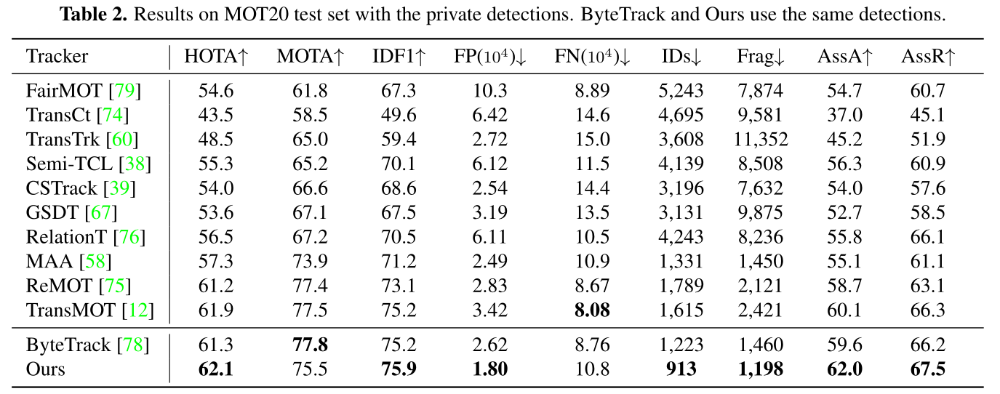 Table 2. Results on MOT20 test set with the private detections. ByteTrack and Ours use the same detections.
Tracker HOTA↑ MOTA↑ IDF1↑ FP(10⁴)↓ FN(10⁴)↓ IDs↓ Frag↓ AssA↑ AssR↑
FairMOT [79] 54.6 61.8 67.3 10.3 8.89 5,243 7,874 54.7 60.7
TransCt [74] 43.5 58.5 49.6 6.42 14.6 4,695 9,581 37.0 45.1
TransTrk [60] 48.5 65.0 59.4 2.72 15.0 3,608 11,352 45.2 51.9
Semi-TCL [38] 55.3 65.2 70.1 6.12 11.5 4,139 8,508 56.3 60.9
CSTrack [39] 54.0 66.6 68.6 2.54 14.4 3,196 7,632 54.0 57.6
GSDT [67] 53.6 67.1 67.5 3.19 13.5 3,131 9,875 52.7 58.5
RelationT [76] 56.5 67.2 70.5 6.11 10.5 4,243 8,236 55.8 66.1
MAA [58] 57.3 73.9 71.2 2.49 10.9 1,331 1,450 55.1 61.1
ReMOT [75] 61.2 77.4 73.1 2.83 8.67 1,789 2,121 58.7 63.1
TransMOT [12] 61.9 77.5 75.2 3.42 8.08 1,615 2,421 60.1 66.3
ByteTrack [78] 61.3 77.8 75.2 2.62 8.76 1,223 1,460 59.6 66.2
Ours 62.1 75.5 75.9 1.80 10.8 913 1,198 62.0 67.5